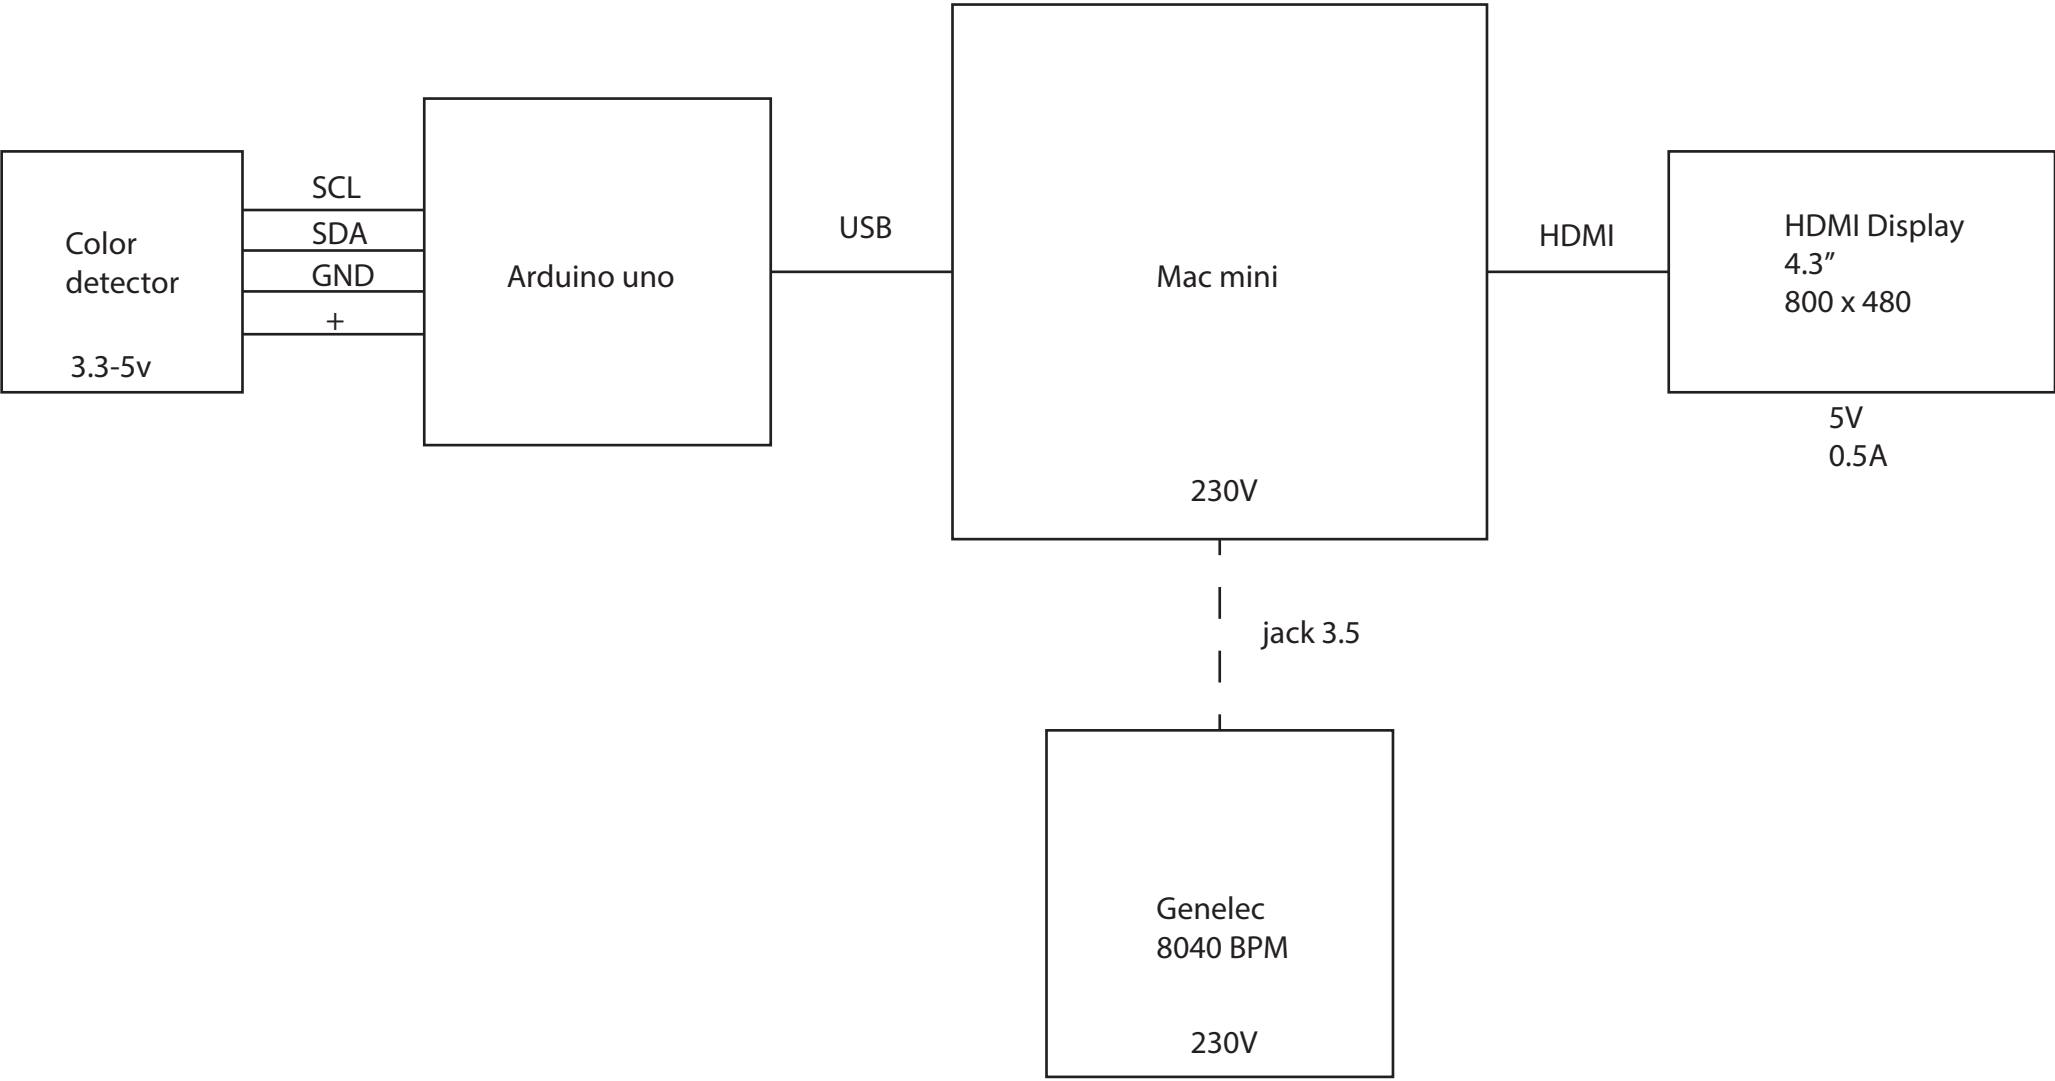 Color
detector
3.3-5v
SCL
SDA
GND
+
Arduino uno
USB
Mac mini
230V
HDMI
HDMI Display
4.3”
800 x 480
5V
0.5A
jack 3.5
Genelec
8040 BPM
230V